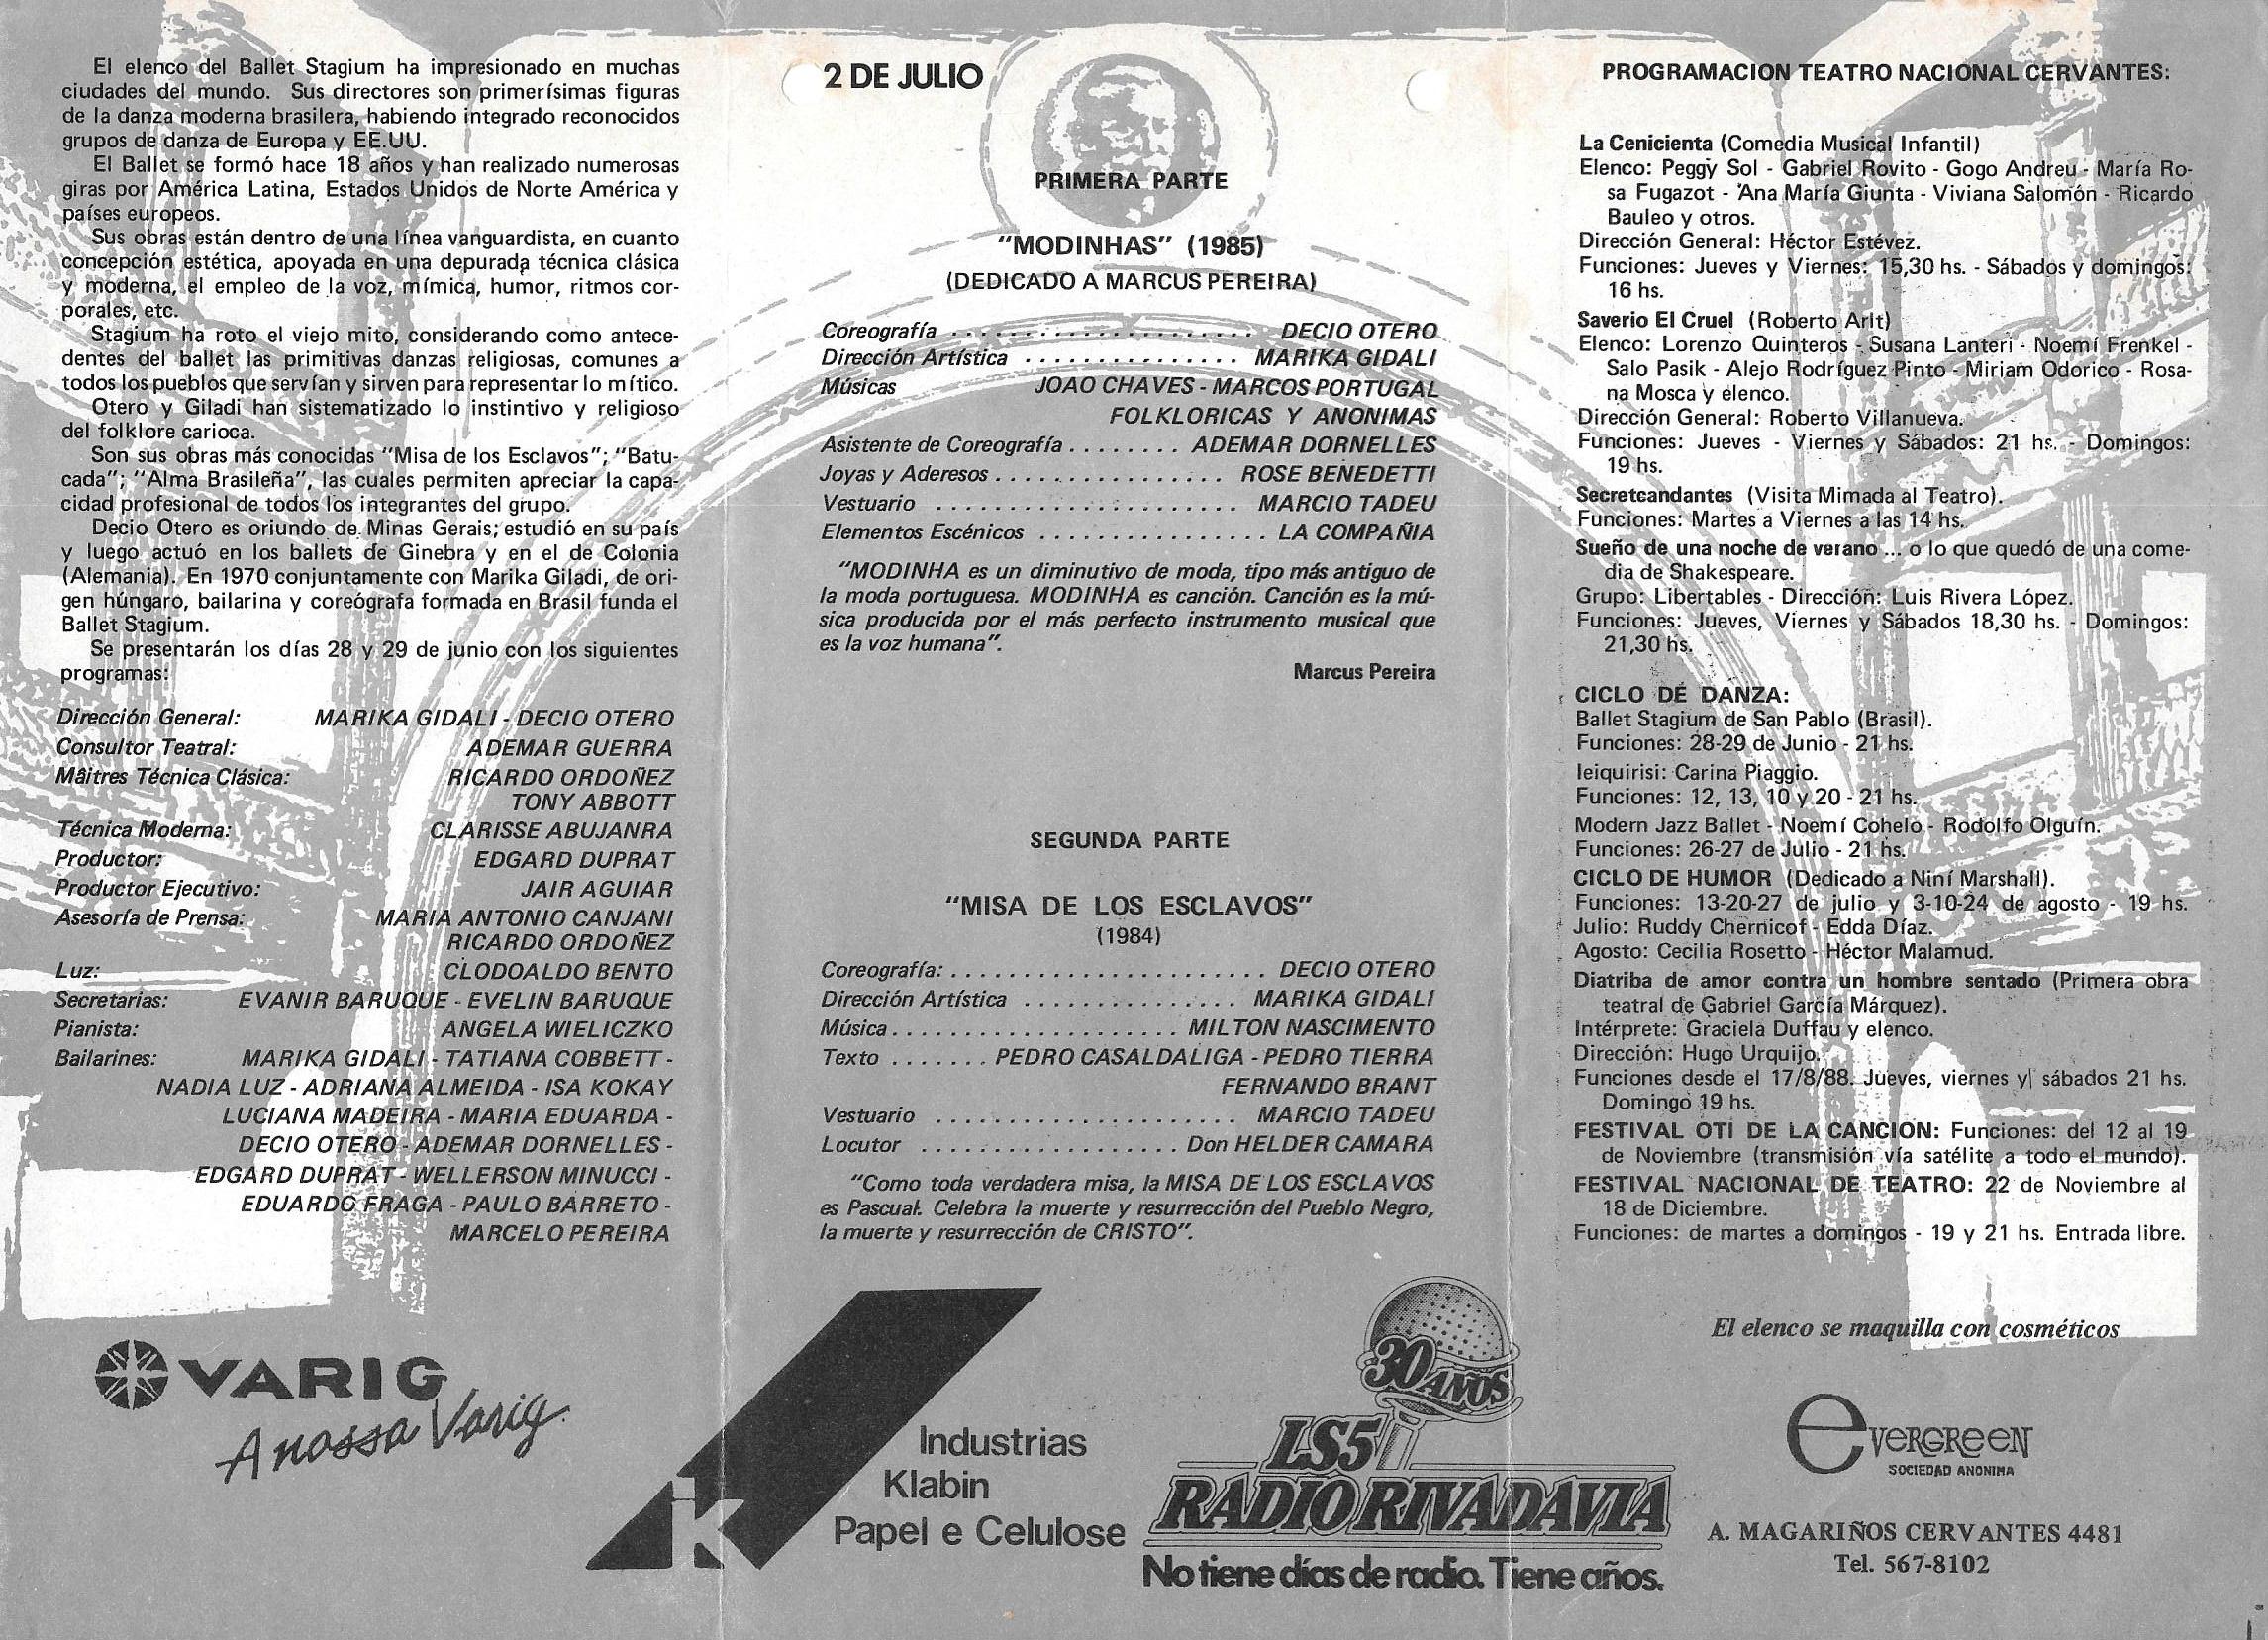 El elenco del Ballet Stagium ha impresionado en muchas
ciudades del mundo. Sus directores son primerísimas figuras
de la danza moderna brasilera, habiendo integrado reconocidos
grupos de danza de Europa y EE.UU.
El Ballet se formó hace 18 años y han realizado numerosas
giras por América Latina, Estados Unidos de Norte América y
países europeos.
Sus obras están dentro de una línea vanguardista, en cuanto
concepción estética, apoyada en una depurada técnica clásica
y moderna, el empleo de la voz, mímica, humor, ritmos cor-
porales, etc.
Stagium ha roto el viejo mito, considerando como antece-
dentes del ballet las primitivas danzas religiosas, comunes a
todos los pueblos que servían y sirven para representar lo mítico.
Otero y Giladi han sistematizado lo instintivo y religioso
del folklore carioca.
Son sus obras más conocidas "Misa de los Esclavos"; "Batu-
cada"; "Alma Brasileña", las cuales permiten apreciar la capa-
cidad profesional de todos los integrantes del grupo.
Decio Otero es oriundo de Minas Gerais; estudió en su país
y luego actuó en los ballets de Ginebra y en el de Colonia
(Alemania). En 1970 conjuntamente con Marika Giladi, de ori-
gen húngaro, bailarina y coreógrafa formada en Brasil funda el
Ballet Stagium.
Se presentarán los días 28 y 29 de junio con los siguientes
programas:
Dirección General: MARIKA GIDALI - DECIO OTERO
Consultor Teatral: ADEMAR GUERRA
Mâitres Técnica Clásica: RICARDO ORDOÑEZ
TONY ABBOTT
Técnica Moderna: CLARISSE ABUJANRA
Productor: EDGARD DUPRAT
Productor Ejecutivo: JAIR AGUIAR
Asesoría de Prensa: MARIA ANTONIO CANJANI
RICARDO ORDOÑEZ
Luz: CLODOALDO BENTO
Secretarias: EVANIR BARUQUE - EVELIN BARUQUE
Pianista: ANGELA WIELICZKO
Bailarines: MARIKA GIDALI - TATIANA COBBETT -
NADIA LUZ - ADRIANA ALMEIDA - ISA KOKAY
LUCIANA MADEIRA - MARIA EDUARDA -
DECIO OTERO - ADEMAR DORNELLES -
EDGARD DUPRAT - WELLERSON MINUCCI -
EDUARDO FRAGA - PAULO BARRETO -
MARCELO PEREIRA
VARIG
A nossa Varig.
2 DE JULIO
PRIMERA PARTE
"MODINHAS" (1985)
(DEDICADO A MARCUS PEREIRA)
Coreografía .......................... DECIO OTERO
Dirección Artística ............... MARIKA GIDALI
Músicas JOAO CHAVES - MARCOS PORTUGAL
FOLKLORICAS Y ANONIMAS
Asistente de Coreografía ........ ADEMAR DORNELLES
Joyas y Aderesos ................ ROSE BENEDETTI
Vestuario ..................... MARCIO TADEU
Elementos Escénicos ................ LA COMPAÑIA
"MODINHA es un diminutivo de moda, tipo más antiguo de
la moda portuguesa. MODINHA es canción. Canción es la mú-
sica producida por el más perfecto instrumento musical que
es la voz humana".
Marcus Pereira
SEGUNDA PARTE
"MISA DE LOS ESCLAVOS"
(1984)
Coreografía: ...................... DECIO OTERO
Dirección Artística ............... MARIKA GIDALI
Música .................... MILTON NASCIMENTO
Texto ....... PEDRO CASALDALIGA - PEDRO TIERRA
FERNANDO BRANT
Vestuario ..................... MARCIO TADEU
Locutor .................. Don HELDER CAMARA
"Como toda verdadera misa, la MISA DE LOS ESCLAVOS
es Pascual. Celebra la muerte y resurrección del Pueblo Negro,
la muerte y resurrección de CRISTO".
k
Industrias
Klabin
Papel e Celulose
30 AÑOS
LS5
RADIO RIVADAVIA
No tiene días de radio. Tiene años.
PROGRAMACION TEATRO NACIONAL CERVANTES:
La Cenicienta (Comedia Musical Infantil)
Elenco: Peggy Sol - Gabriel Rovito - Gogo Andreu - María Ro-
sa Fugazot - Ana María Giunta - Viviana Salomón - Ricardo
Bauleo y otros.
Dirección General: Héctor Estévez.
Funciones: Jueves y Viernes: 15,30 hs. - Sábados y domingos:
16 hs.
Saverio El Cruel (Roberto Arlt)
Elenco: Lorenzo Quinteros - Susana Lanteri - Noemí Frenkel -
Salo Pasik - Alejo Rodríguez Pinto - Miriam Odorico - Rosa-
na Mosca y elenco.
Dirección General: Roberto Villanueva.
Funciones: Jueves - Viernes y Sábados: 21 hs. - Domingos:
19 hs.
Secretcandantes (Visita Mimada al Teatro).
Funciones: Martes a Viernes a las 14 hs.
Sueño de una noche de verano ... o lo que quedó de una come-
dia de Shakespeare.
Grupo: Libertables - Dirección: Luis Rivera López.
Funciones: Jueves, Viernes y Sábados 18,30 hs. - Domingos:
21,30 hs.
CICLO DE DANZA:
Ballet Stagium de San Pablo (Brasil).
Funciones: 28-29 de Junio - 21 hs.
Ieiquirisi: Carina Piaggio.
Funciones: 12, 13, 10 y 20 - 21 hs.
Modern Jazz Ballet - Noemí Cohelo - Rodolfo Olguín.
Funciones: 26-27 de Julio - 21 hs.
CICLO DE HUMOR (Dedicado a Niní Marshall).
Funciones: 13-20-27 de julio y 3-10-24 de agosto - 19 hs.
Julio: Ruddy Chernicof - Edda Díaz.
Agosto: Cecilia Rosetto - Héctor Malamud.
Diatriba de amor contra un hombre sentado (Primera obra
teatral de Gabriel García Márquez).
Intérprete: Graciela Duffau y elenco.
Dirección: Hugo Urquijo.
Funciones desde el 17/8/88. Jueves, viernes y sábados 21 hs.
Domingo 19 hs.
FESTIVAL OTI DE LA CANCION: Funciones: del 12 al 19
de Noviembre (transmisión vía satélite a todo el mundo).
FESTIVAL NACIONAL DE TEATRO: 22 de Noviembre al
18 de Diciembre.
Funciones: de martes a domingos - 19 y 21 hs. Entrada libre.
El elenco se maquilla con cosméticos
evergreen
SOCIEDAD ANONIMA
A. MAGARIÑOS CERVANTES 4481
Tel. 567-8102